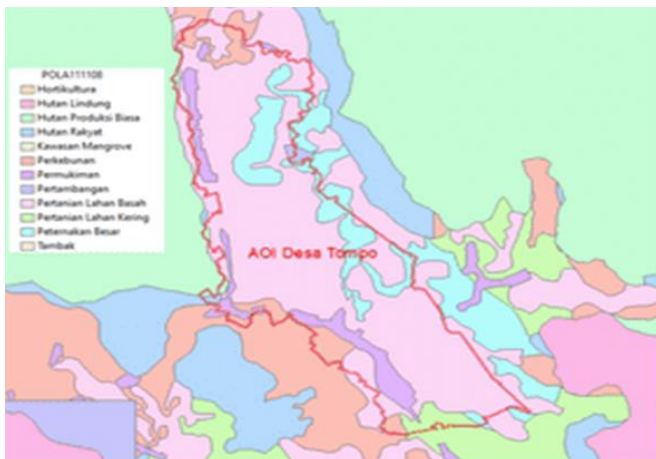 POLA111108
Hortikultura
Hutan Lindung
Hutan Produksi Biasa
Hutan Rakyat
Kawasan Mangrove
Perkebunan
Permukiman
Pertambangan
Pertanian Lahan Basah
Pertanian Lahan Kering
Peternakan Besar
Tambak
AOI Desa Tompo